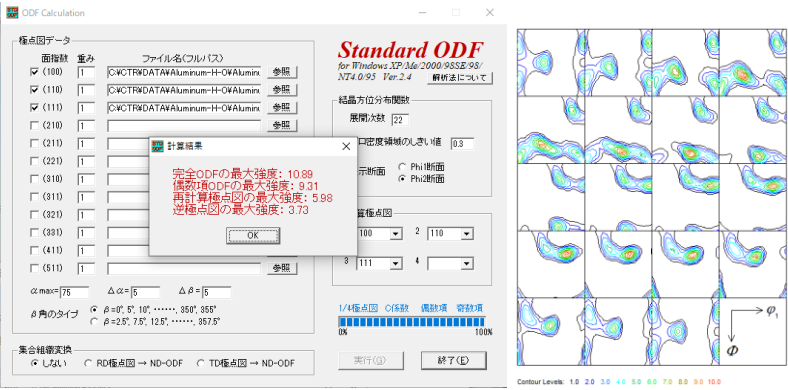 ODF Calculation
極点図データ
面指数 重み ファイル名(フルパス)
(100) 1 C:¥CTR¥DATA¥Aluminum-H-O¥Aluminu 参照
(110) 1 C:¥CTR¥DATA¥Aluminum-H-O¥Aluminu 参照
(111) 1 C:¥CTR¥DATA¥Aluminum-H-O¥Aluminu 参照
(210) 1 参照
(211) 1
(221) 1
(310) 1
(311) 1
(321) 1
(331) 1
(411) 1
(511) 1 参照
αmax= 75 Δα= 5 Δβ= 5
β角のタイプ β=0°, 5°, 10°, ……, 350°, 355°
β=2.5°, 7.5°, 12.5°, ……, 357.5°
集合組織変換
しない RD極点図 → ND-ODF TD極点図 → ND-ODF
Standard ODF
for Windows XP/Me/2000/98SE/98/
NT4.0/95 Ver.2.4 解析法について
結晶方位分布関数
展開次数 22
口密度領域のしきい値 0.3
示断面 Phi1断面
Phi2断面
計算結果
完全ODFの最大強度: 10.89
偶数項ODFの最大強度: 9.31
再計算極点図の最大強度: 5.98
逆極点図の最大強度: 3.73
OK
算極点図
100 2 110
3 111 4
1/4極点図 C係数 偶数項 奇数項
0% 100%
実行(G) 終了(E)
φ1
Φ
Contour Levels: 1.0 2.0 3.0 4.0 5.0 6.0 7.0 8.0 9.0 10.0